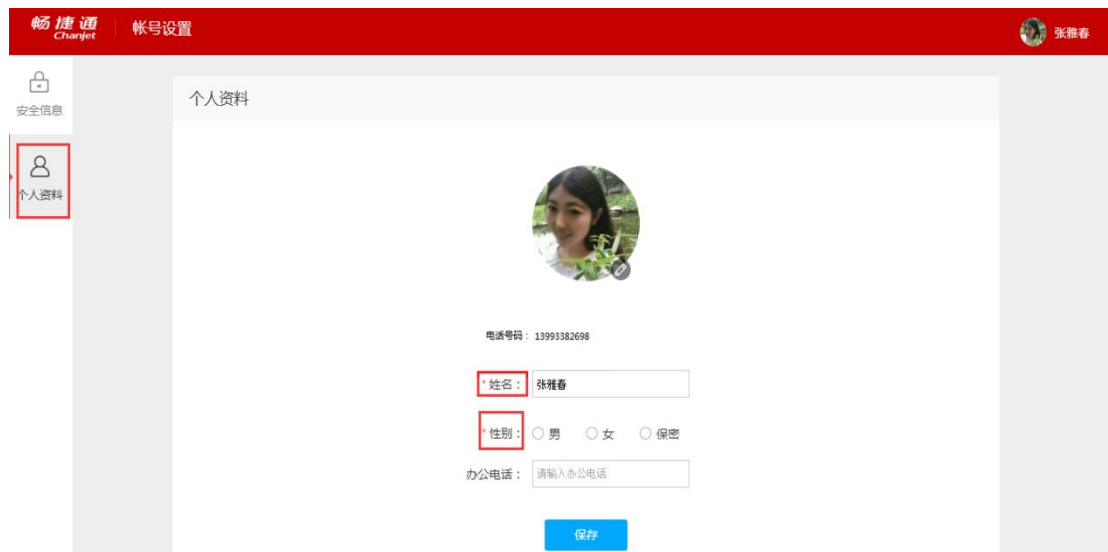 畅捷通 帐号设置 张雅春
Chanjet
安全信息
个人资料
个人资料
电话号码： 13993382698
*姓名： 张雅春
*性别： 男 女 保密
办公电话： 请输入办公电话
保存